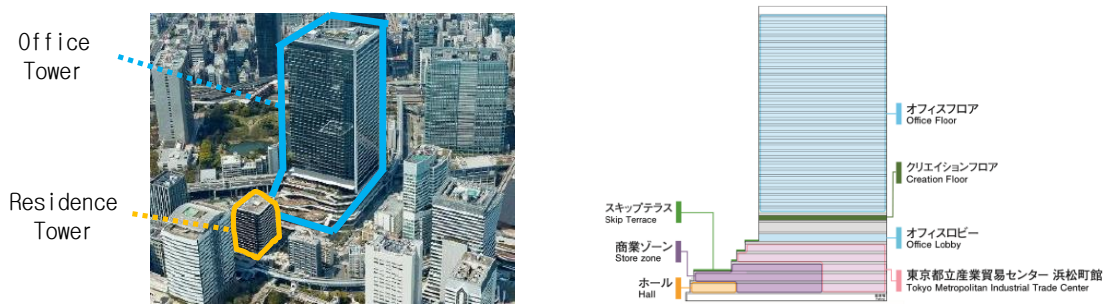 Office
Tower
Residence
Tower
オフィスフロア
Office Floor
クリエイションフロア
Creation Floor
スキップテラス
Skip Terrace
オフィスロビー
Office Lobby
商業ゾーン
Store zone
ホール
Hall
東京都立産業貿易センター 浜松町館
Tokyo Metropolitan Industrial Trade Center